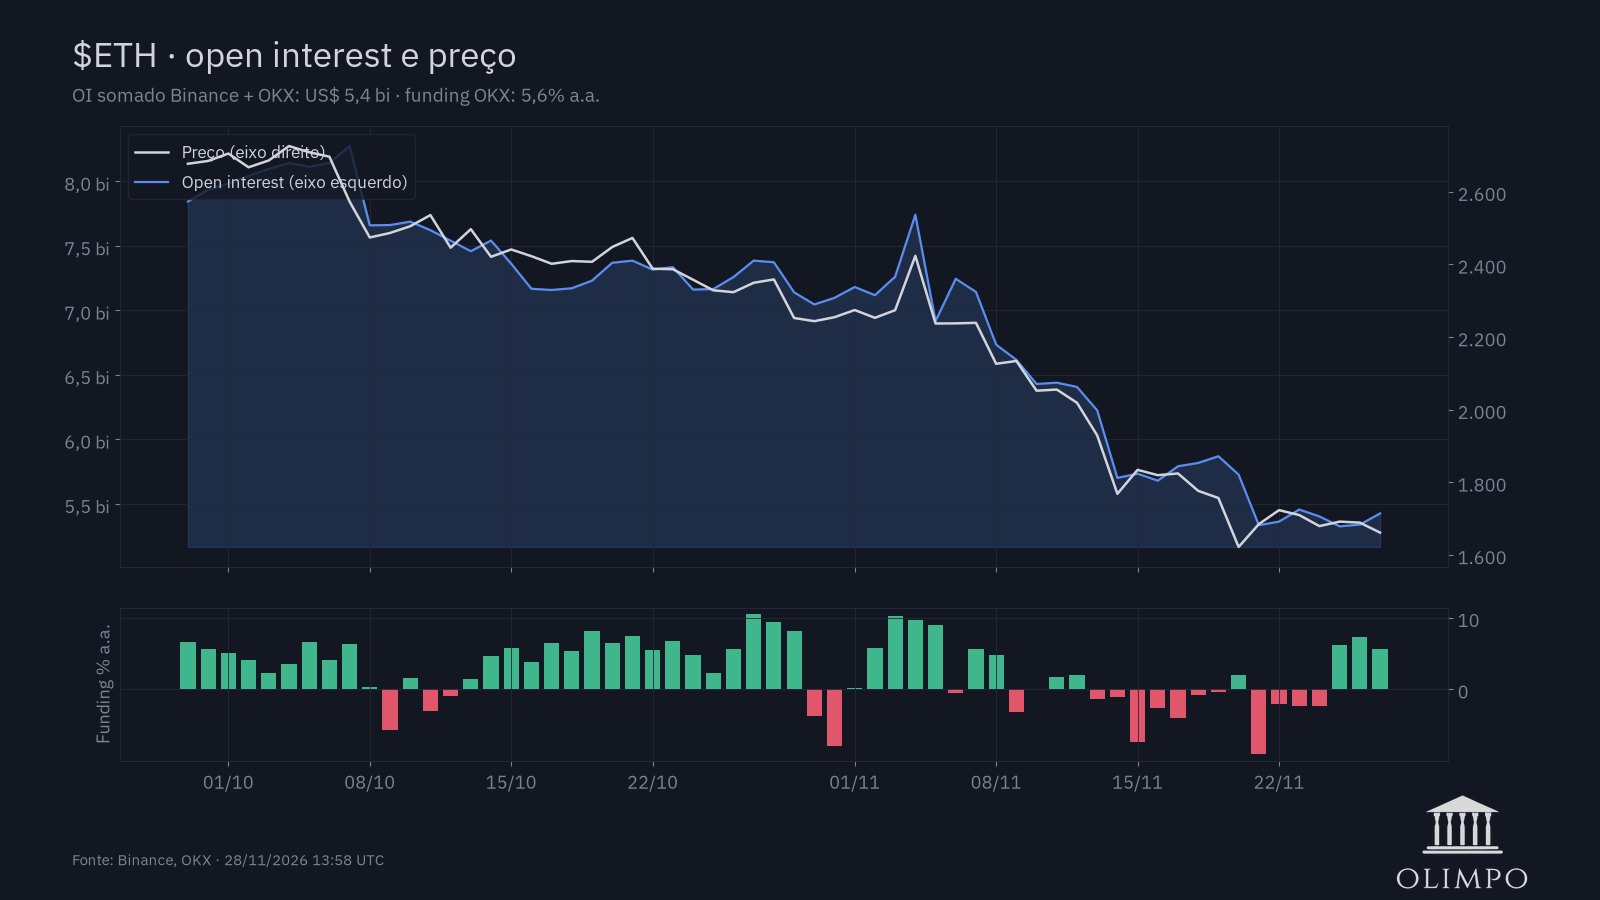 $ETH · open interest e preço
OI somado Binance + OKX: US$ 5,4 bi · funding OKX: 5,6% a.a.
Preço (eixo direito)
Open interest (eixo esquerdo)
8,0 bi
7,5 bi
7,0 bi
6,5 bi
6,0 bi
5,5 bi
2.600
2.400
2.200
2.000
1.800
1.600
Funding % a.a.
10
0
01/10 08/10 15/10 22/10 01/11 08/11 15/11 22/11
Fonte: Binance, OKX · 28/11/2026 13:58 UTC
OLIMPO